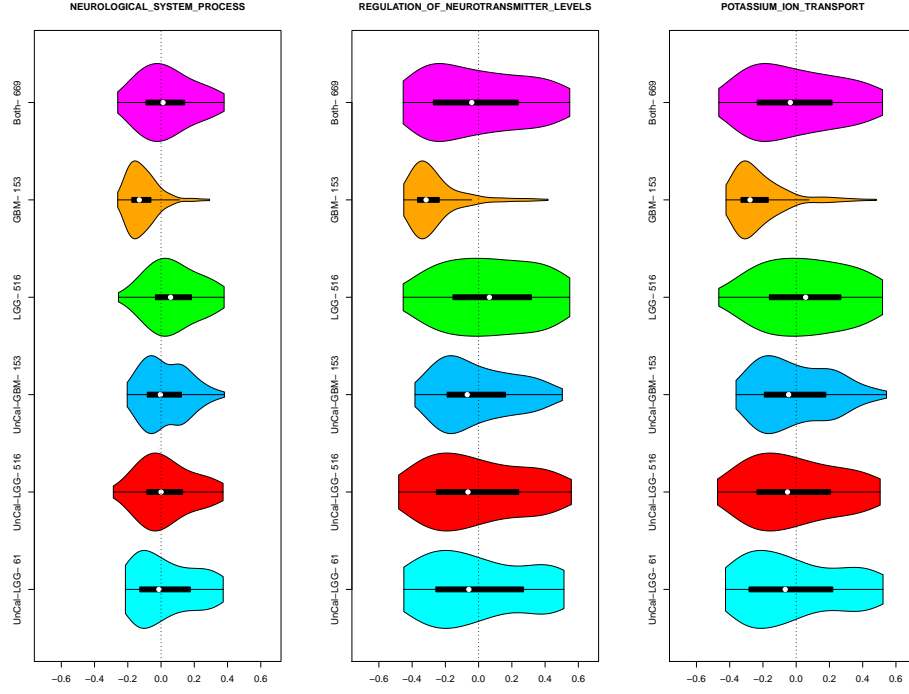 NEUROLOGICAL_SYSTEM_PROCESS
Both− 669
GBM− 153
LGG− 516
UnCal−GBM− 153
UnCal−LGG− 516
UnCal−LGG− 61
−0.6 −0.4 −0.2 0.0 0.2 0.4 0.6
REGULATION_OF_NEUROTRANSMITTER_LEVELS
Both− 669
GBM− 153
LGG− 516
UnCal−GBM− 153
UnCal−LGG− 516
UnCal−LGG− 61
−0.6 −0.4 −0.2 0.0 0.2 0.4 0.6
POTASSIUM_ION_TRANSPORT
Both− 669
GBM− 153
LGG− 516
UnCal−GBM− 153
UnCal−LGG− 516
UnCal−LGG− 61
−0.6 −0.4 −0.2 0.0 0.2 0.4 0.6